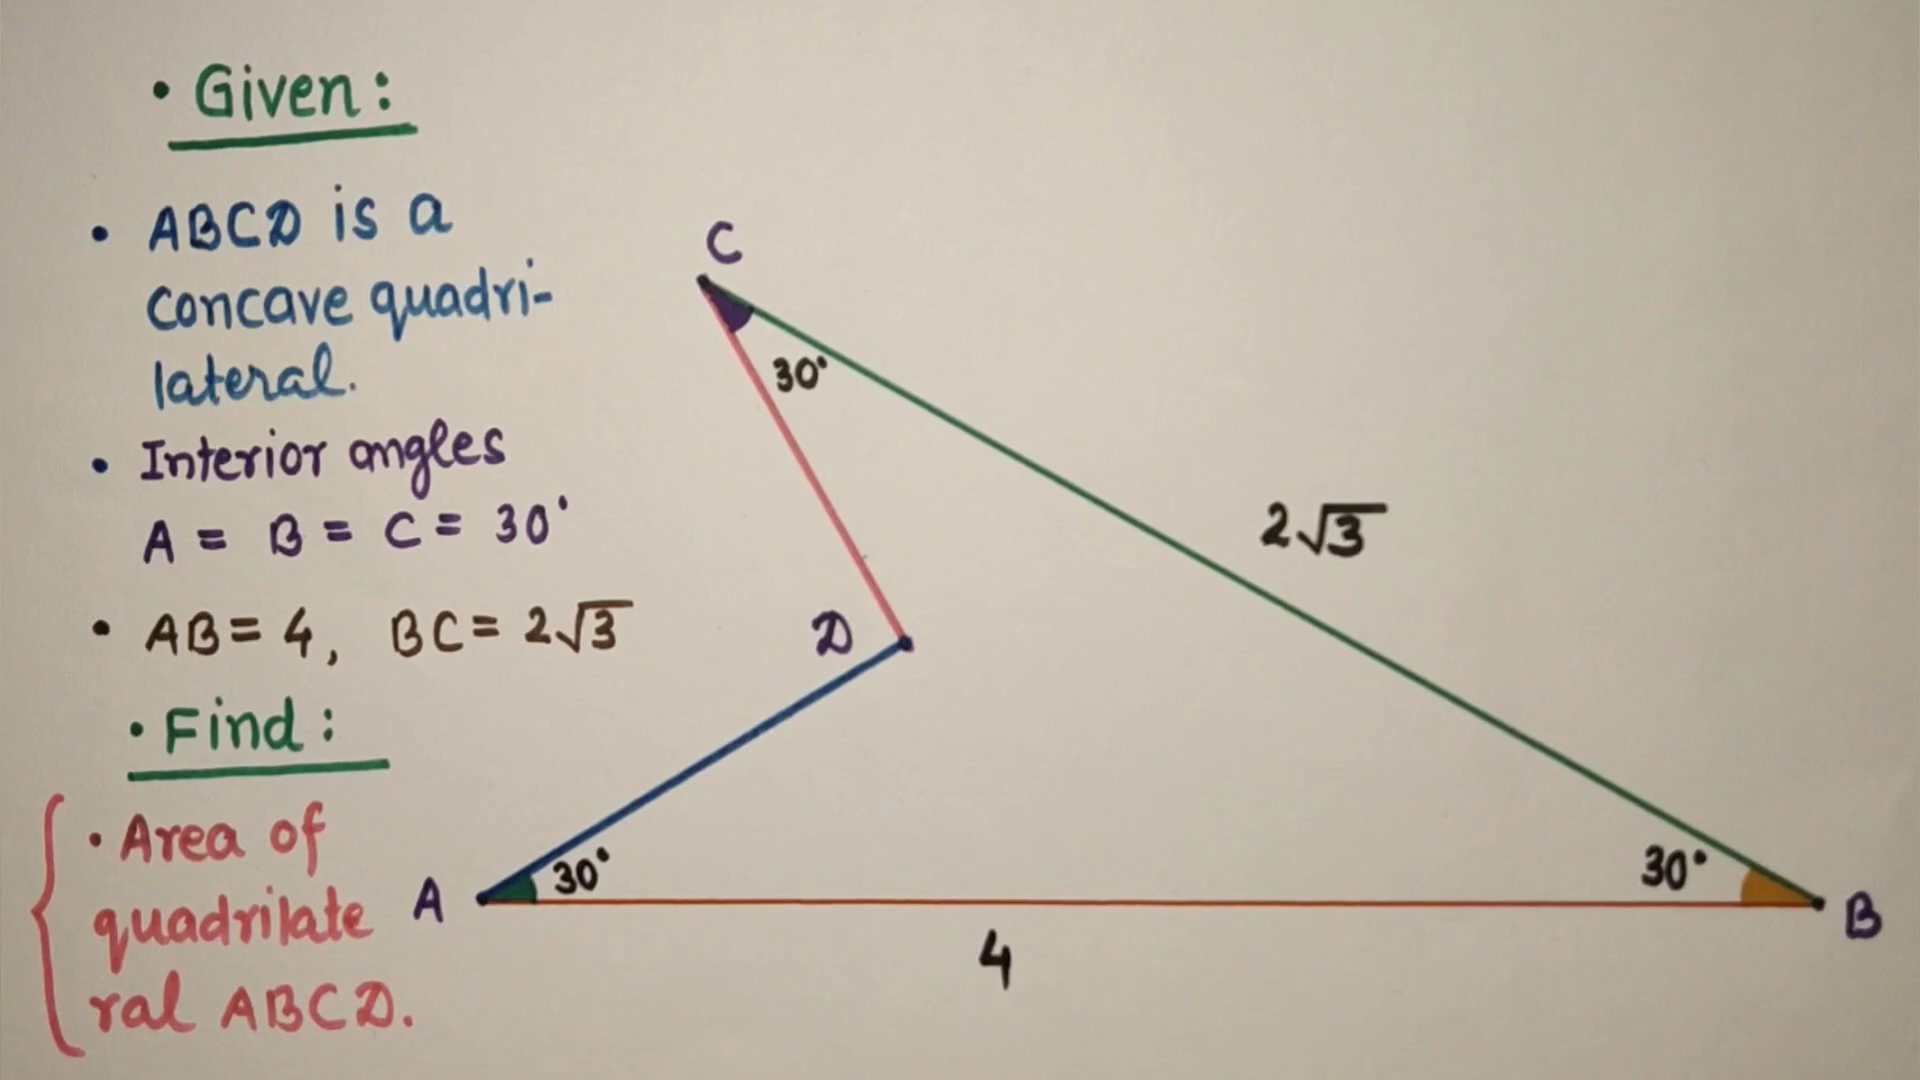 • Given:
• ABCD is a
concave quadri-
lateral.
• Interior angles
A = B = C = 30°
• AB = 4, BC = 2√3
• Find:
• Area of
quadrilate
ral ABCD.
C
30°
2√3
D
A
30°
30°
B
4